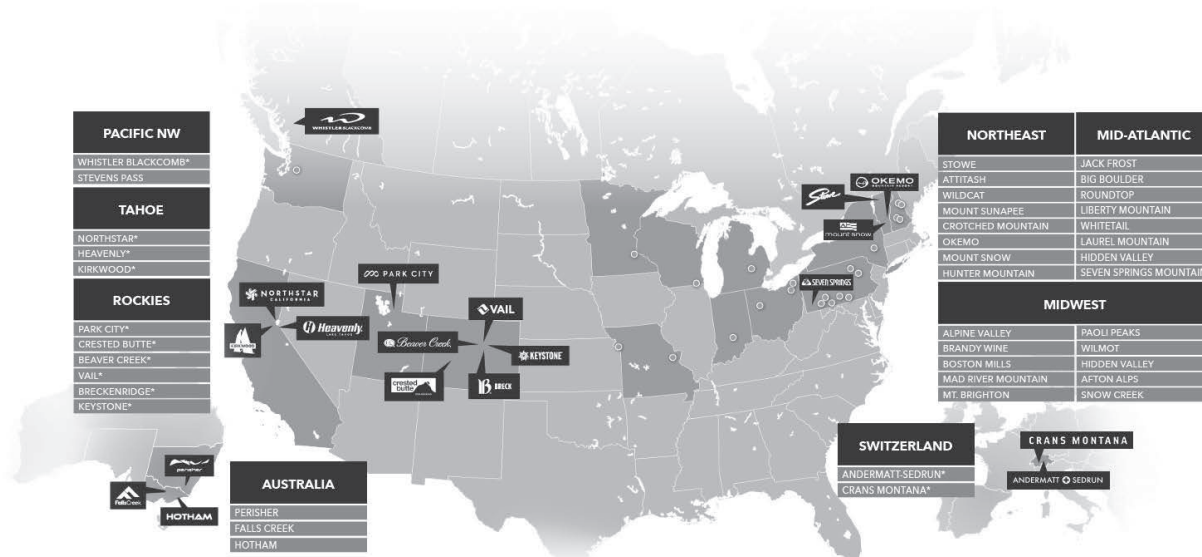 PACIFIC NW
WHISTLER BLACKCOMB*
STEVENS PASS
TAHOE
NORTHSTAR*
HEAVENLY*
KIRKWOOD*
ROCKIES
PARK CITY*
CRESTED BUTTE*
BEAVER CREEK*
VAIL*
BRECKENRIDGE*
KEYSTONE*
WHISTLER BLACKCOMB
PARK CITY
NORTHSTAR
CALIFORNIA
Heavenly
KIRKWOOD
VAIL
Beaver Creek
KEYSTONE
crested
butte
BRECK
Stowe
OKEMO
MOUNTAIN RESORT
mount snow
SEVEN SPRINGS
NORTHEAST
STOWE
ATTITASH
WILDCAT
MOUNT SUNAPEE
CROTCHED MOUNTAIN
OKEMO
MOUNT SNOW
HUNTER MOUNTAIN
MID-ATLANTIC
JACK FROST
BIG BOULDER
ROUNDTOP
LIBERTY MOUNTAIN
WHITETAIL
LAUREL MOUNTAIN
HIDDEN VALLEY
SEVEN SPRINGS MOUNTAIN
MIDWEST
ALPINE VALLEY
BRANDY WINE
BOSTON MILLS
MAD RIVER MOUNTAIN
MT. BRIGHTON
PAOLI PEAKS
WILMOT
HIDDEN VALLEY
AFTON ALPS
SNOW CREEK
perisher
FallsCreek
HOTHAM
AUSTRALIA
PERISHER
FALLS CREEK
HOTHAM
SWITZERLAND
ANDERMATT-SEDRUN*
CRANS MONTANA*
CRANS MONTANA
ANDERMATT SEDRUN